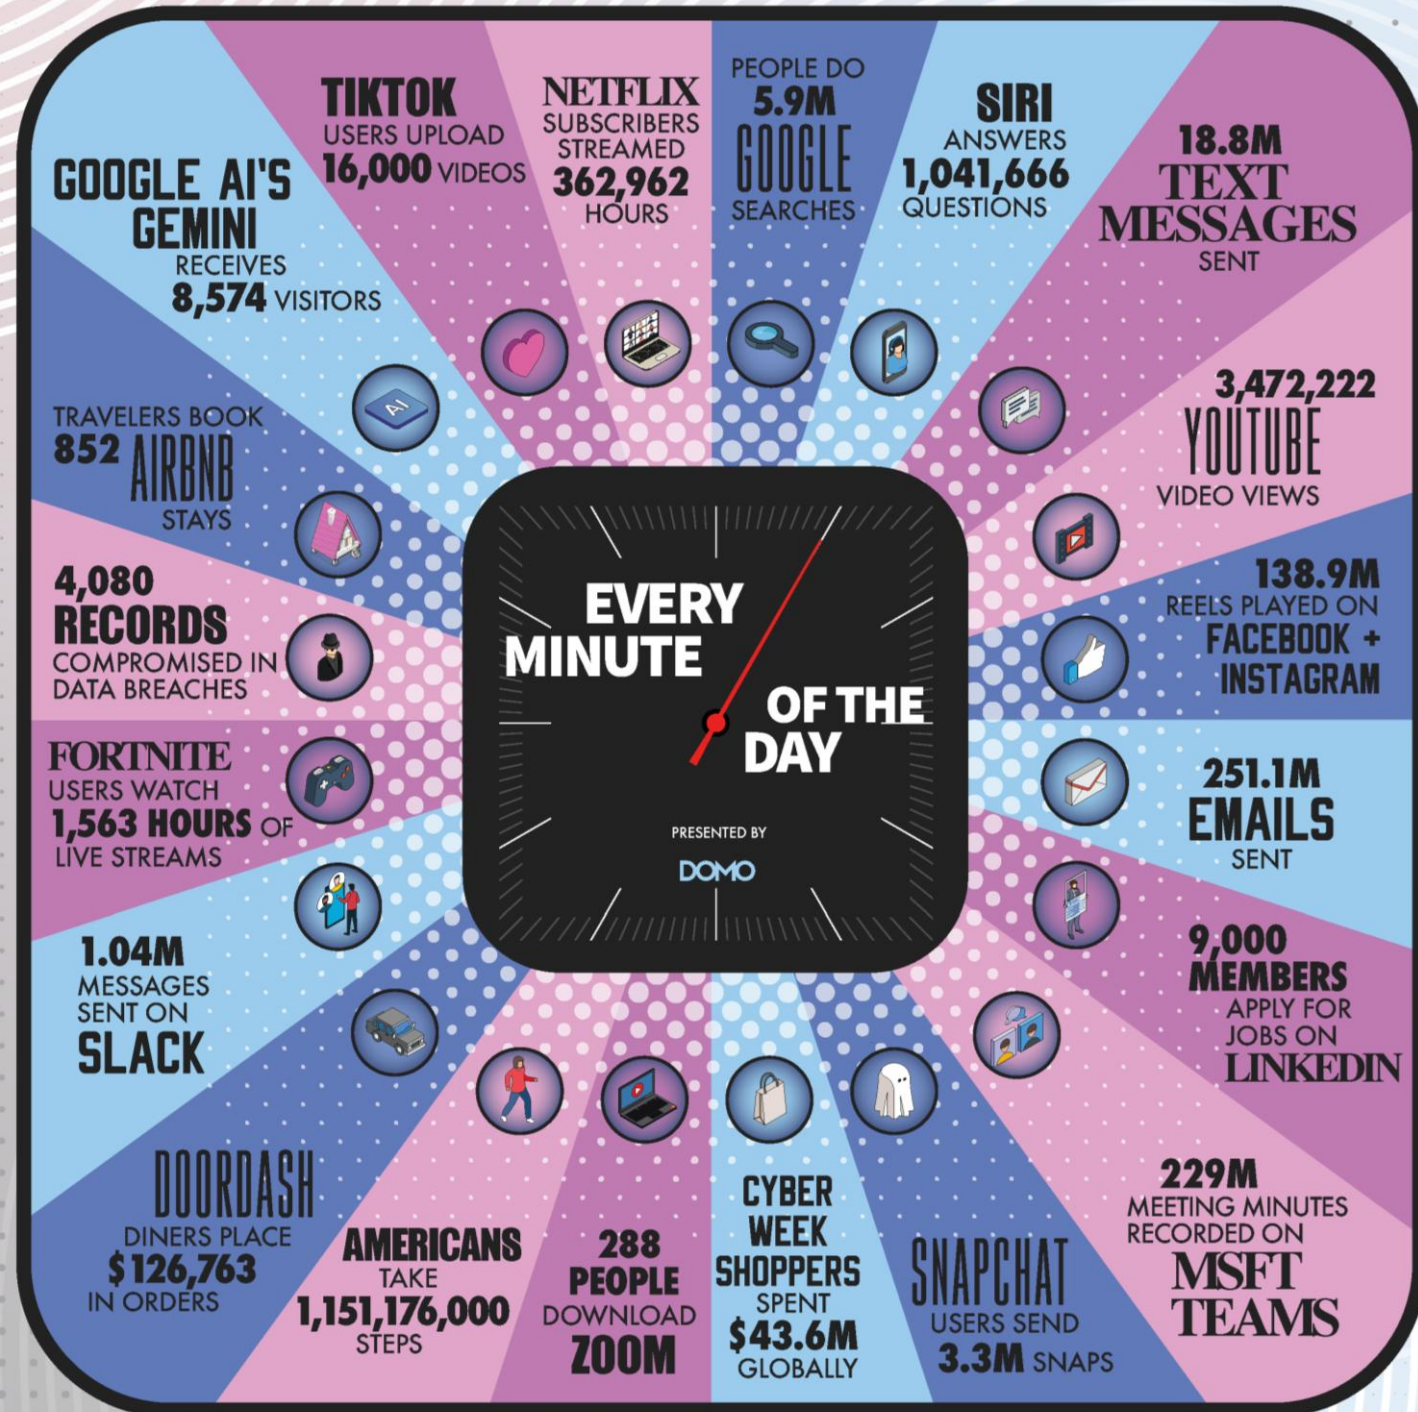 PEOPLE DO
5.9M
GOOGLE
SEARCHES
SIRI
ANSWERS
1,041,666
QUESTIONS
18.8M
TEXT
MESSAGES
SENT
3,472,222
YOUTUBE
VIDEO VIEWS
138.9M
REELS PLAYED ON
FACEBOOK +
INSTAGRAM
251.1M
EMAILS
SENT
9,000
MEMBERS
APPLY FOR
JOBS ON
LINKEDIN
229M
MEETING MINUTES
RECORDED ON
MSFT
TEAMS
SNAPCHAT
USERS SEND
3.3M SNAPS
CYBER
WEEK
SHOPPERS
SPENT
$43.6M
GLOBALLY
288
PEOPLE
DOWNLOAD
ZOOM
AMERICANS
TAKE
1,151,176,000
STEPS
DOORDASH
DINERS PLACE
$126,763
IN ORDERS
1.04M
MESSAGES
SENT ON
SLACK
FORTNITE
USERS WATCH
1,563 HOURS OF
LIVE STREAMS
4,080
RECORDS
COMPROMISED IN
DATA BREACHES
TRAVELERS BOOK
852 AIRBNB
STAYS
GOOGLE AI'S
GEMINI
RECEIVES
8,574 VISITORS
TIKTOK
USERS UPLOAD
16,000 VIDEOS
NETFLIX
SUBSCRIBERS
STREAMED
362,962
HOURS
AI
EVERY
MINUTE
OF THE
DAY
PRESENTED BY
DOMO